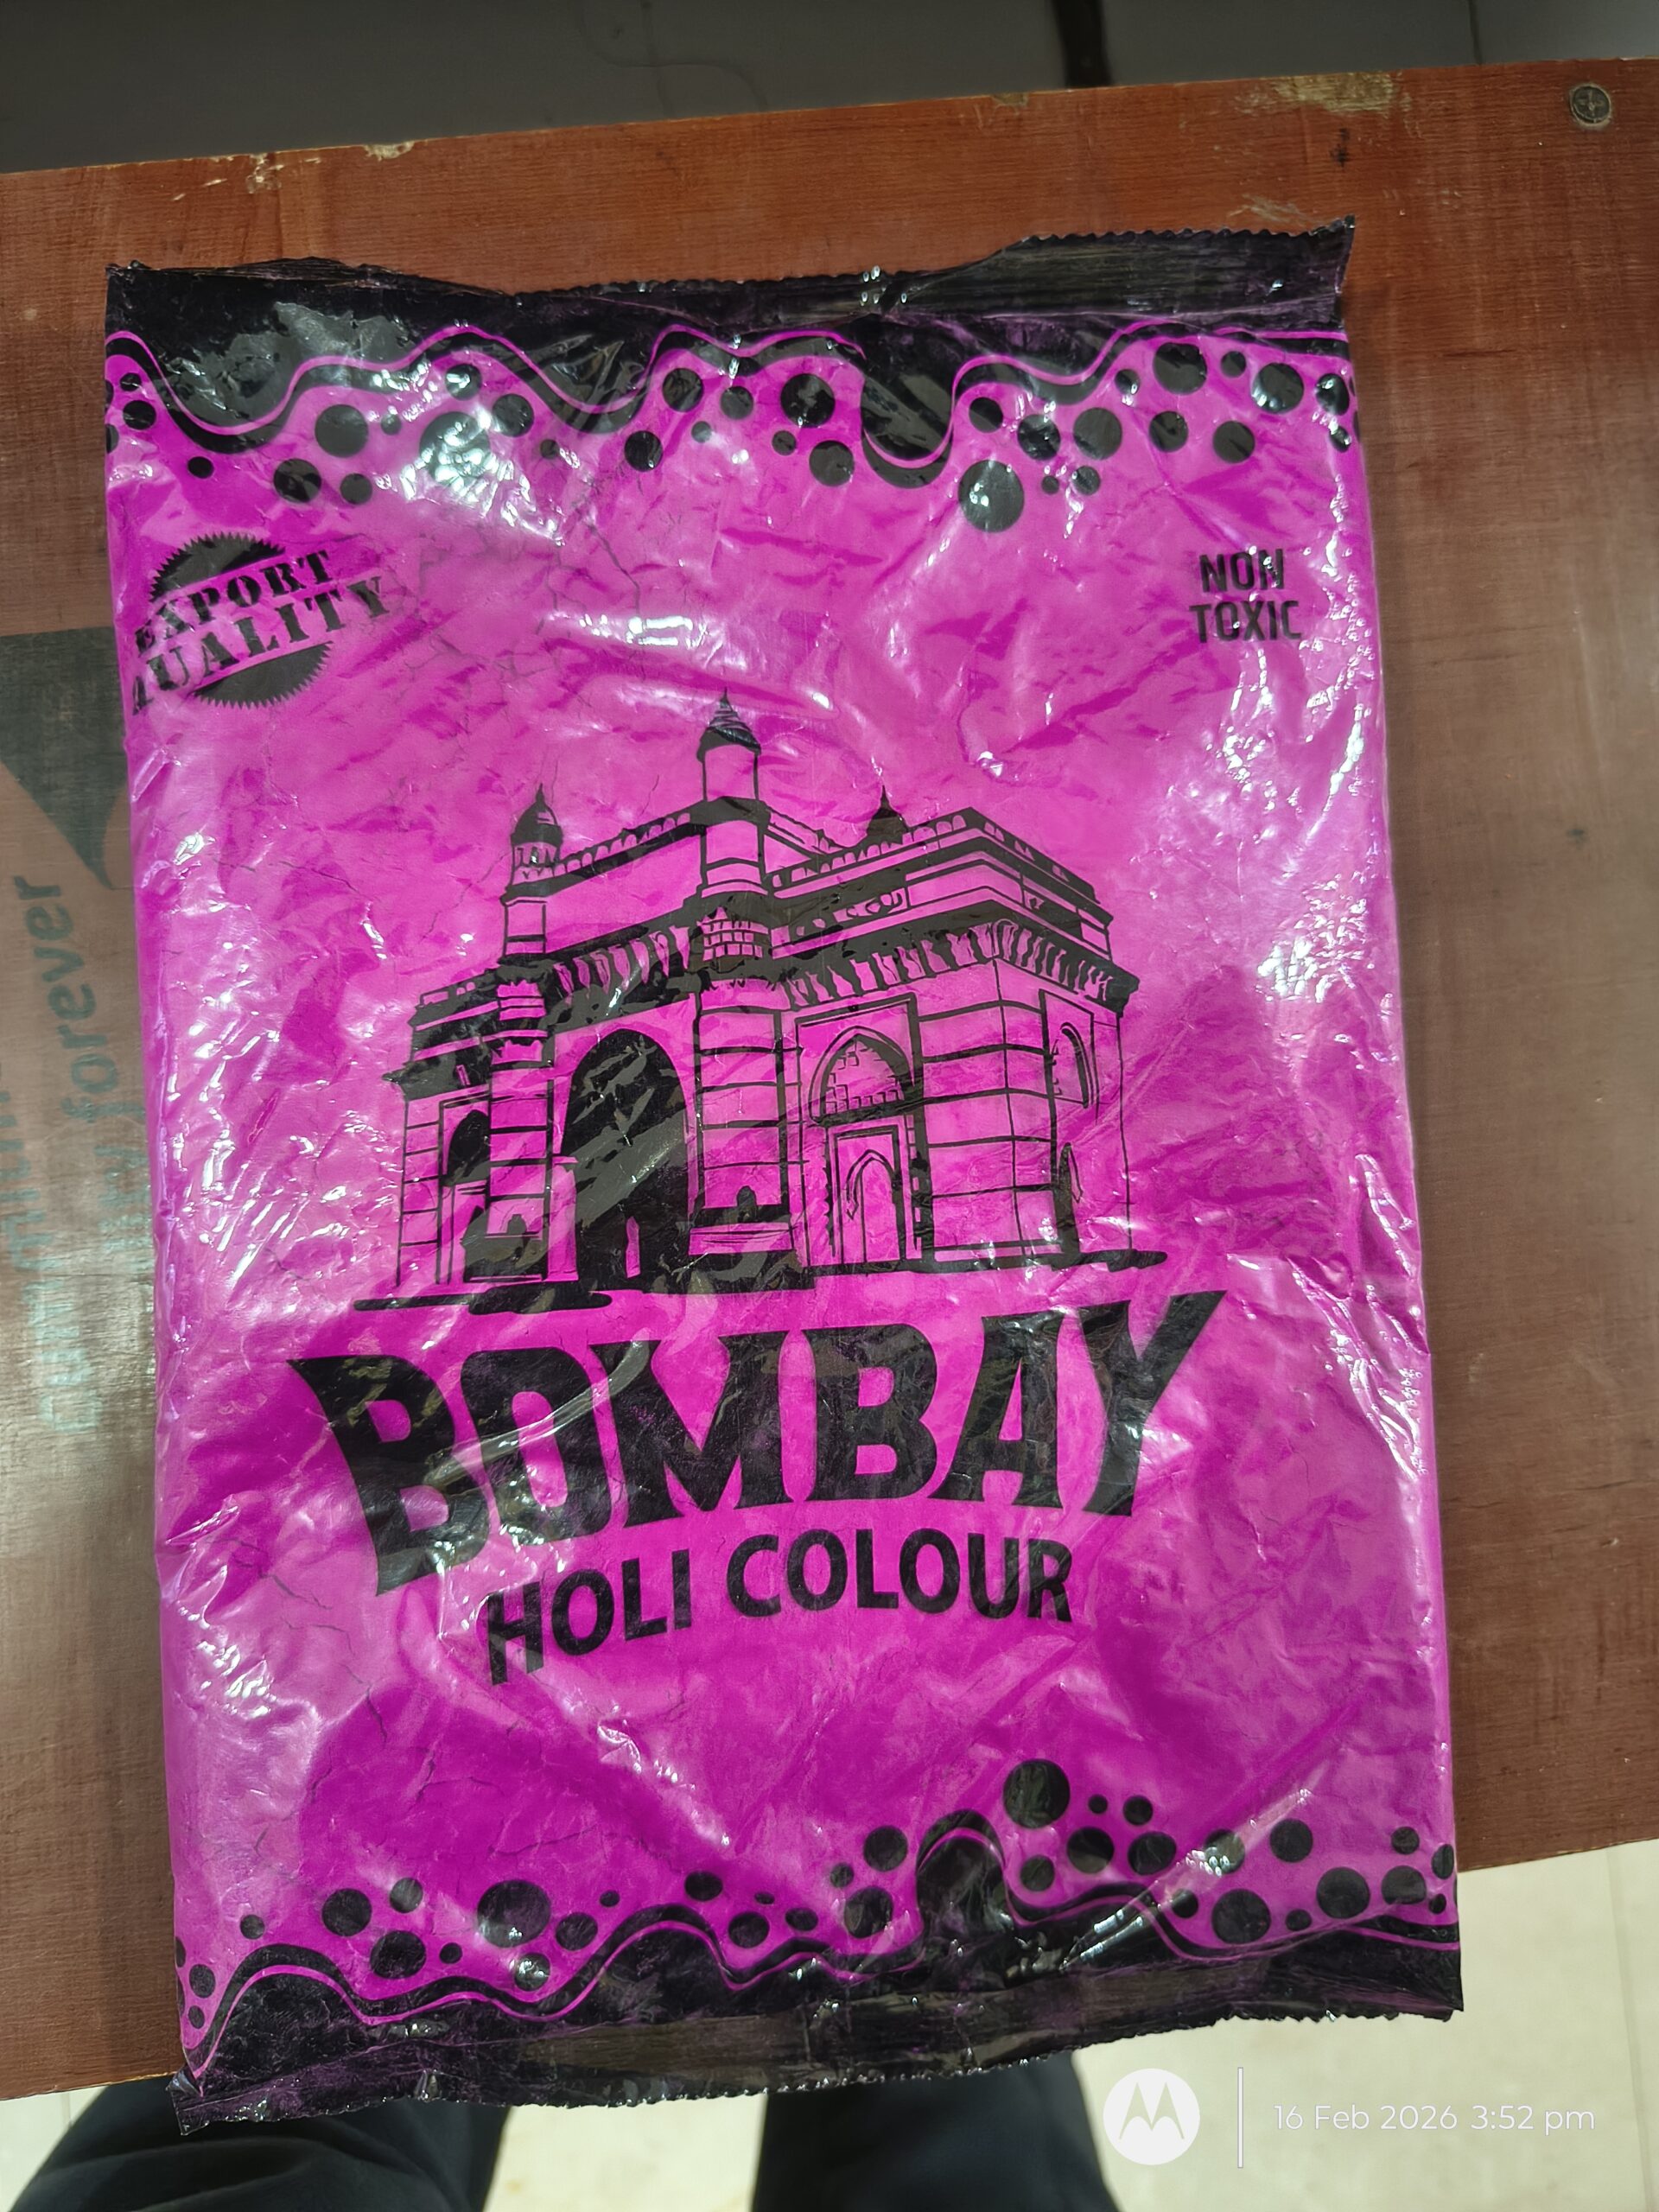 EXPORT
QUALITY
NON
TOXIC
BOMBAY
HOLI COLOUR
forever
16 Feb 2026 3:52 pm